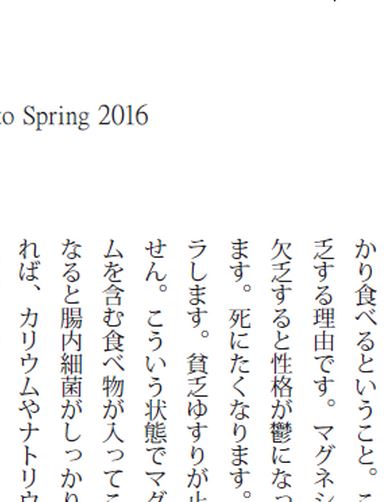 to Spring 2016
かり食べるということ。こ
乏する理由です。マグネシ
欠乏すると性格が鬱になっ
ます。死にたくなります。
ラします。貧乏ゆすりが止
せん。こういう状態でマグ
ムを含む食べ物が入ってこ
なると腸内細菌がしっかり
れば、カリウムやナトリウ